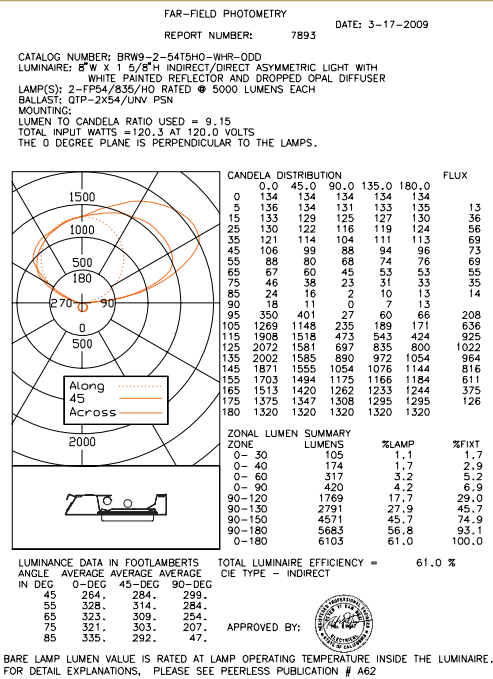 FAR-FIELD PHOTOMETRY
DATE: 3-17-2009
REPORT NUMBER: 7893
CATALOG NUMBER: BRW9-2-54T5HO-WHR-ODD
LUMINAIRE: 8"W X 1 5/8"H INDIRECT/DIRECT ASYMMETRIC LIGHT WITH
WHITE PAINTED REFLECTOR AND DROPPED OPAL DIFFUSER
LAMP(S): 2-FP54/835/HO RATED @ 5000 LUMENS EACH
BALLAST: QTP-2X54/UNV PSN
MOUNTING:
LUMEN TO CANDELA RATIO USED = 9.15
TOTAL INPUT WATTS =120.3 AT 120.0 VOLTS
THE 0 DEGREE PLANE IS PERPENDICULAR TO THE LAMPS.
1500
1000
500
180
270 90
0
500
Along
45
Across
2000
CANDELA DISTRIBUTION FLUX
0.0 45.0 90.0 135.0 180.0
0 134 134 134 134 134
5 136 134 131 133 135 13
15 133 129 125 127 130 36
25 130 122 116 119 124 56
35 121 114 104 111 113 69
45 106 99 88 94 96 73
55 88 80 68 74 76 69
65 67 60 45 53 53 55
75 46 38 23 31 33 35
85 24 16 2 10 13 14
90 18 11 0 7 13
95 350 401 27 60 66 208
105 1269 1148 235 189 171 636
115 1908 1518 473 543 424 925
125 2072 1581 697 835 800 1022
135 2002 1585 890 972 1054 964
145 1871 1555 1054 1076 1144 816
155 1703 1494 1175 1166 1184 611
165 1513 1420 1262 1233 1244 375
175 1375 1347 1308 1295 1295 126
180 1320 1320 1320 1320 1320
ZONAL LUMEN SUMMARY
ZONE LUMENS %LAMP %FIXT
0- 30 105 1.1 1.7
0- 40 174 1.7 2.9
0- 60 317 3.2 5.2
0- 90 420 4.2 6.9
90-120 1769 17.7 29.0
90-130 2791 27.9 45.7
90-150 4571 45.7 74.9
90-180 5683 56.8 93.1
0-180 6103 61.0 100.0
TOTAL LUMINAIRE EFFICIENCY = 61.0 %
CIE TYPE - INDIRECT
LUMINANCE DATA IN FOOTLAMBERTS
ANGLE AVERAGE AVERAGE AVERAGE
IN DEG 0-DEG 45-DEG 90-DEG
45 264. 284. 299.
55 328. 314. 284.
65 323. 309. 254.
75 321. 303. 207.
85 335. 292. 47.
APPROVED BY:
REGISTERED PROFESSIONAL ENGINEER
ELECTRICAL
STATE OF CALIFORNIA
BARE LAMP LUMEN VALUE IS RATED AT LAMP OPERATING TEMPERATURE INSIDE THE LUMINAIRE.
FOR DETAIL EXPLANATIONS, PLEASE SEE PEERLESS PUBLICATION # A62